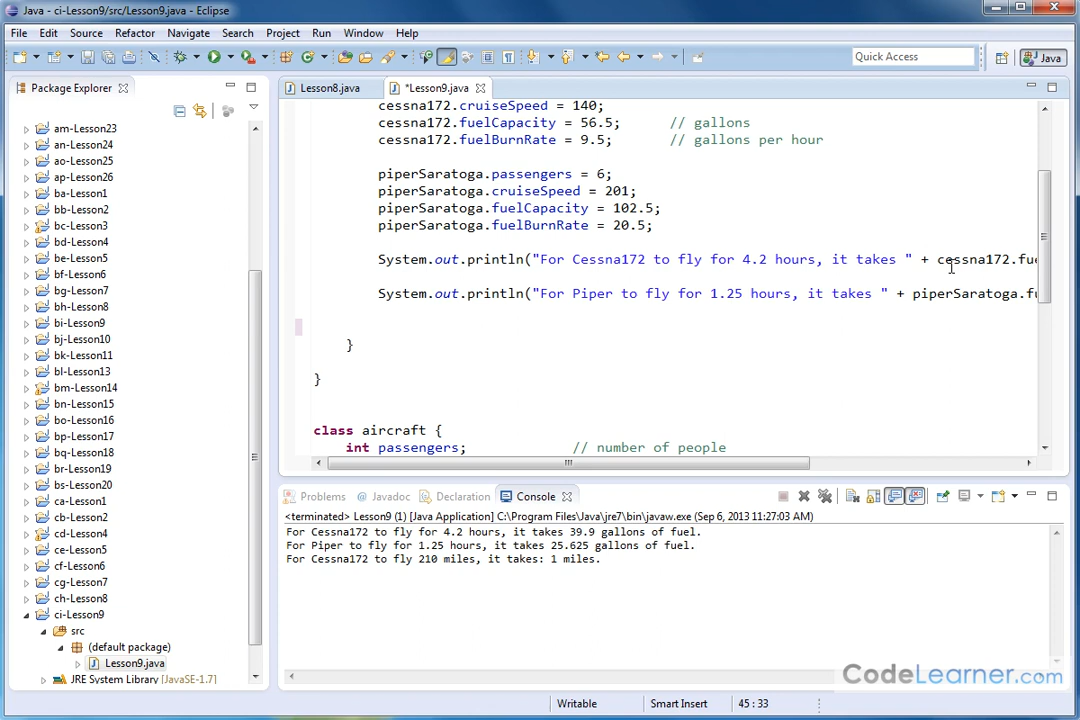 Java - ci-Lesson9/src/Lesson9.java - Eclipse
File Edit Source Refactor Navigate Search Project Run Window Help
Quick Access
Java
Package Explorer
Lesson8.java
*Lesson9.java
am-Lesson23
an-Lesson24
ao-Lesson25
ap-Lesson26
ba-Lesson1
bb-Lesson2
bc-Lesson3
bd-Lesson4
be-Lesson5
bf-Lesson6
bg-Lesson7
bh-Lesson8
bi-Lesson9
bj-Lesson10
bk-Lesson11
bl-Lesson13
bm-Lesson14
bn-Lesson15
bo-Lesson16
bp-Lesson17
bq-Lesson18
br-Lesson19
bs-Lesson20
ca-Lesson1
cb-Lesson2
cd-Lesson4
ce-Lesson5
cf-Lesson6
cg-Lesson7
ch-Lesson8
ci-Lesson9
src
(default package)
Lesson9.java
JRE System Library [JavaSE-1.7]
cessna172.cruiseSpeed = 140;
cessna172.fuelCapacity = 56.5; // gallons
cessna172.fuelBurnRate = 9.5; // gallons per hour
piperSaratoga.passengers = 6;
piperSaratoga.cruiseSpeed = 201;
piperSaratoga.fuelCapacity = 102.5;
piperSaratoga.fuelBurnRate = 20.5;
System.out.println("For Cessna172 to fly for 4.2 hours, it takes " + cessna172.fue
System.out.println("For Piper to fly for 1.25 hours, it takes " + piperSaratoga.fu
}
}
class aircraft {
int passengers; // number of people
Problems Javadoc Declaration Console
<terminated> Lesson9 (1) [Java Application] C:\Program Files\Java\jre7\bin\javaw.exe (Sep 6, 2013 11:27:03 AM)
For Cessna172 to fly for 4.2 hours, it takes 39.9 gallons of fuel.
For Piper to fly for 1.25 hours, it takes 25.625 gallons of fuel.
For Cessna172 to fly 210 miles, it takes: 1 miles.
CodeLearner.com
Writable Smart Insert 45 : 33